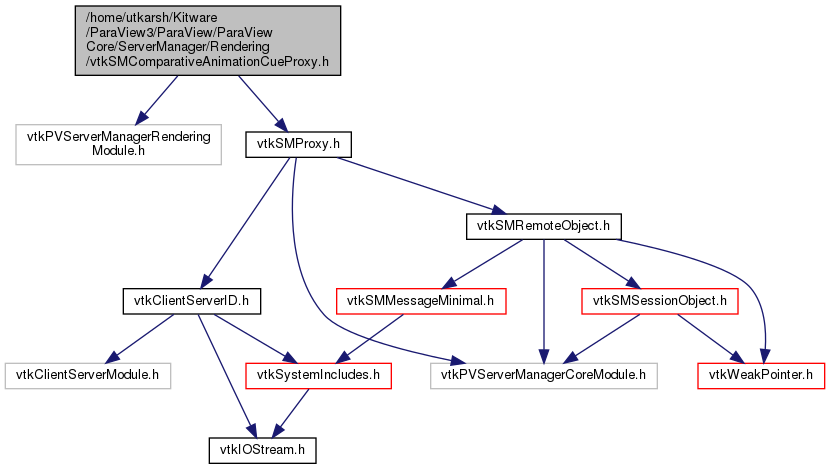 /home/utkarsh/Kitware
/ParaView3/ParaView/ParaView
Core/ServerManager/Rendering
/vtkSMComparativeAnimationCueProxy.h
vtkPVServerManagerRendering
Module.h
vtkSMProxy.h
vtkSMRemoteObject.h
vtkClientServerID.h
vtkSMMessageMinimal.h
vtkSMSessionObject.h
vtkClientServerModule.h
vtkSystemIncludes.h
vtkPVServerManagerCoreModule.h
vtkWeakPointer.h
vtkIOStream.h